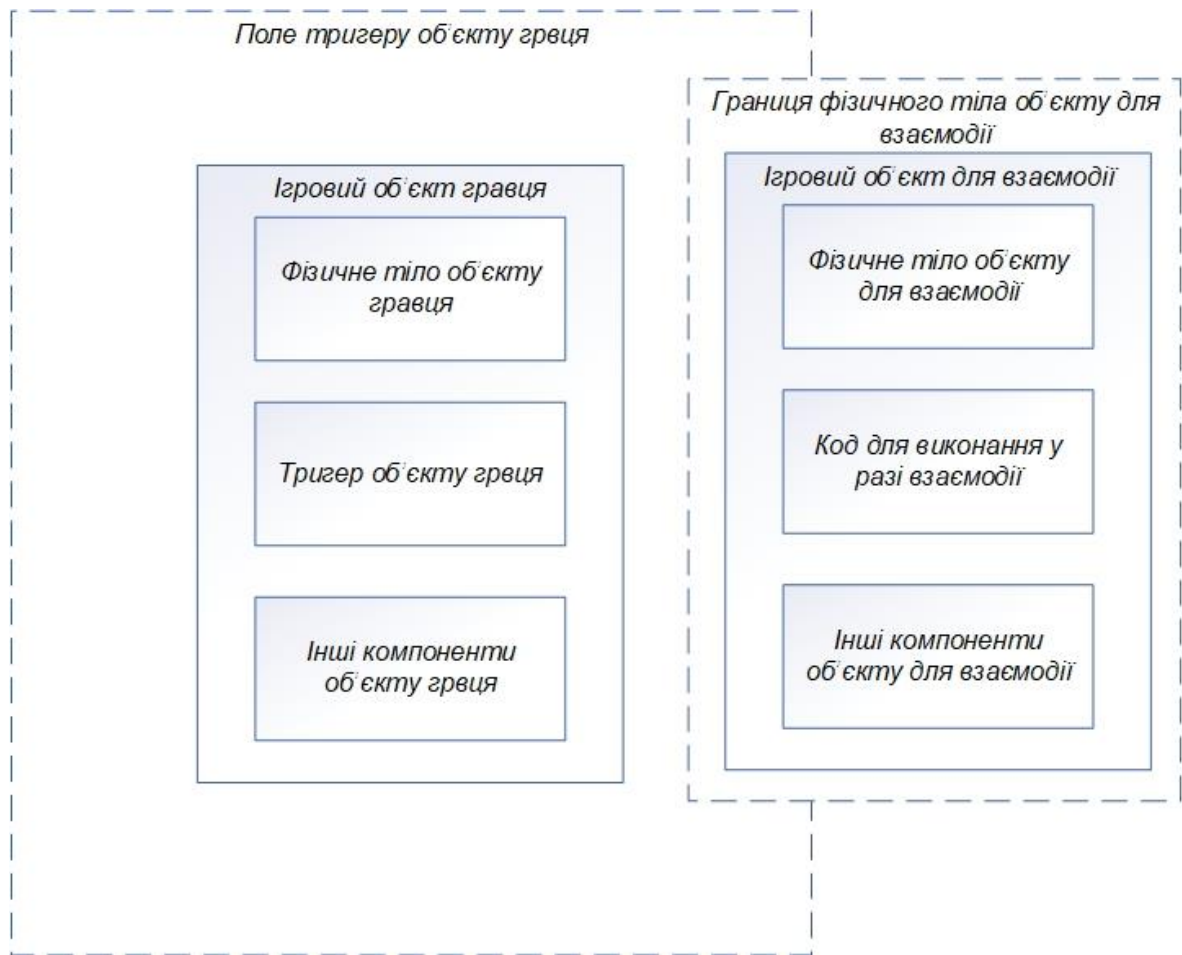 Поле тригеру об'єкту грвця
Границя фізичного тіла об'єкту для
взаємодії
Ігровий об'єкт гравця
Фізичне тіло об'єкту
гравця
Тригер об'єкту грвця
Інші компоненти
об'єкту грвця
Ігровий об'єкт для взаємодії
Фізичне тіло об'єкту
для взаємодії
Код для виконання у
разі взаємодії
Інші компоненти
об'єкту для взаємодії